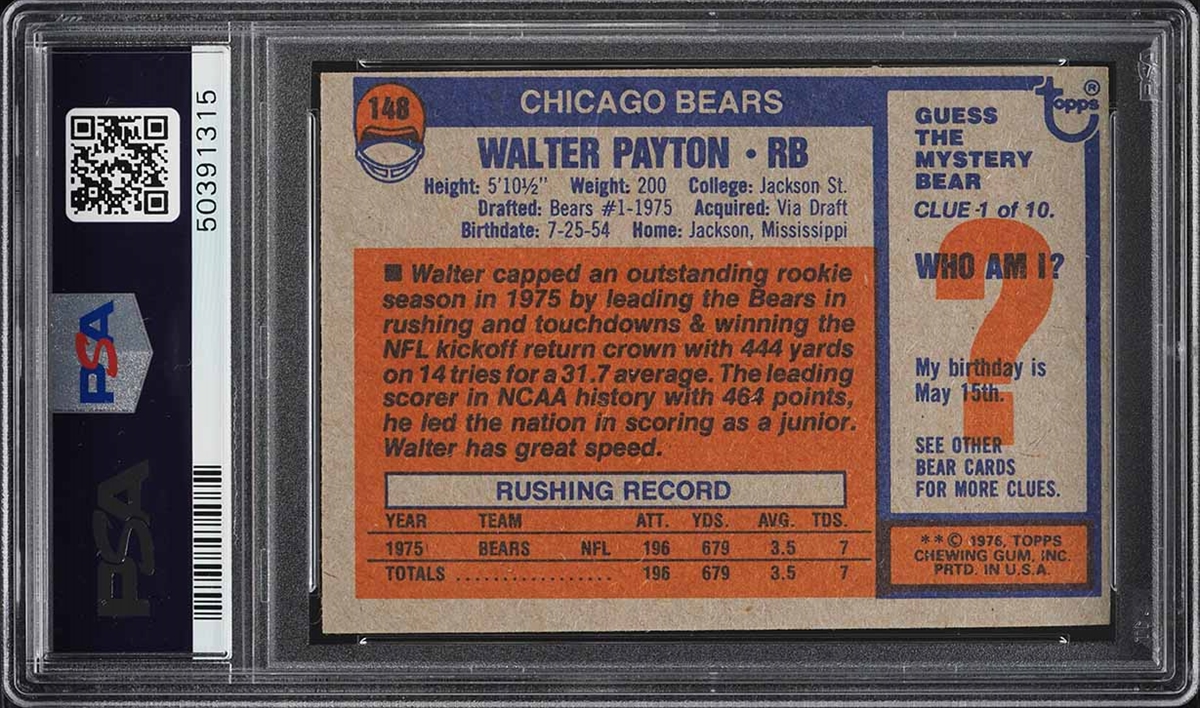 50391315
PSA
PSA
148
CHICAGO BEARS
WALTER PAYTON • RB
Height: 5'10½" Weight: 200 College: Jackson St.
Drafted: Bears #1-1975 Acquired: Via Draft
Birthdate: 7-25-54 Home: Jackson, Mississippi
■ Walter capped an outstanding rookie
season in 1975 by leading the Bears in
rushing and touchdowns & winning the
NFL kickoff return crown with 444 yards
on 14 tries for a 31.7 average. The leading
scorer in NCAA history with 464 points,
he led the nation in scoring as a junior.
Walter has great speed.
RUSHING RECORD
YEAR TEAM ATT. YDS. AVG. TDS.
1975 BEARS NFL 196 679 3.5 7
TOTALS .................. 196 679 3.5 7
topps®
GUESS
THE
MYSTERY
BEAR
CLUE-1 of 10.
?
WHO AM I?
My birthday is
May 15th.
SEE OTHER
BEAR CARDS
FOR MORE CLUES.
**© 1976, TOPPS
CHEWING GUM, INC.
PRTD. IN U.S.A.